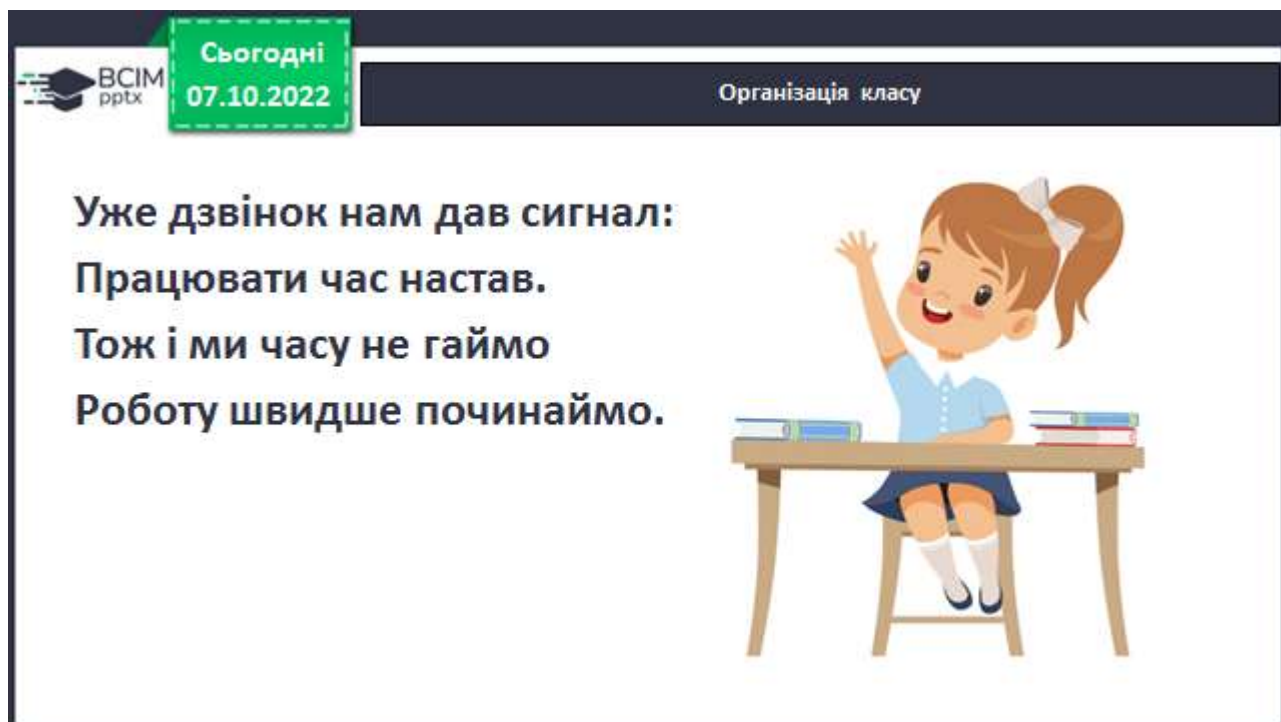 Сьогодні
07.10.2022
ВСІМ
pptx
Організація класу
Уже дзвінок нам дав сигнал:
Працювати час настав.
Тож і ми часу не гаймо
Роботу швидше починаймо.